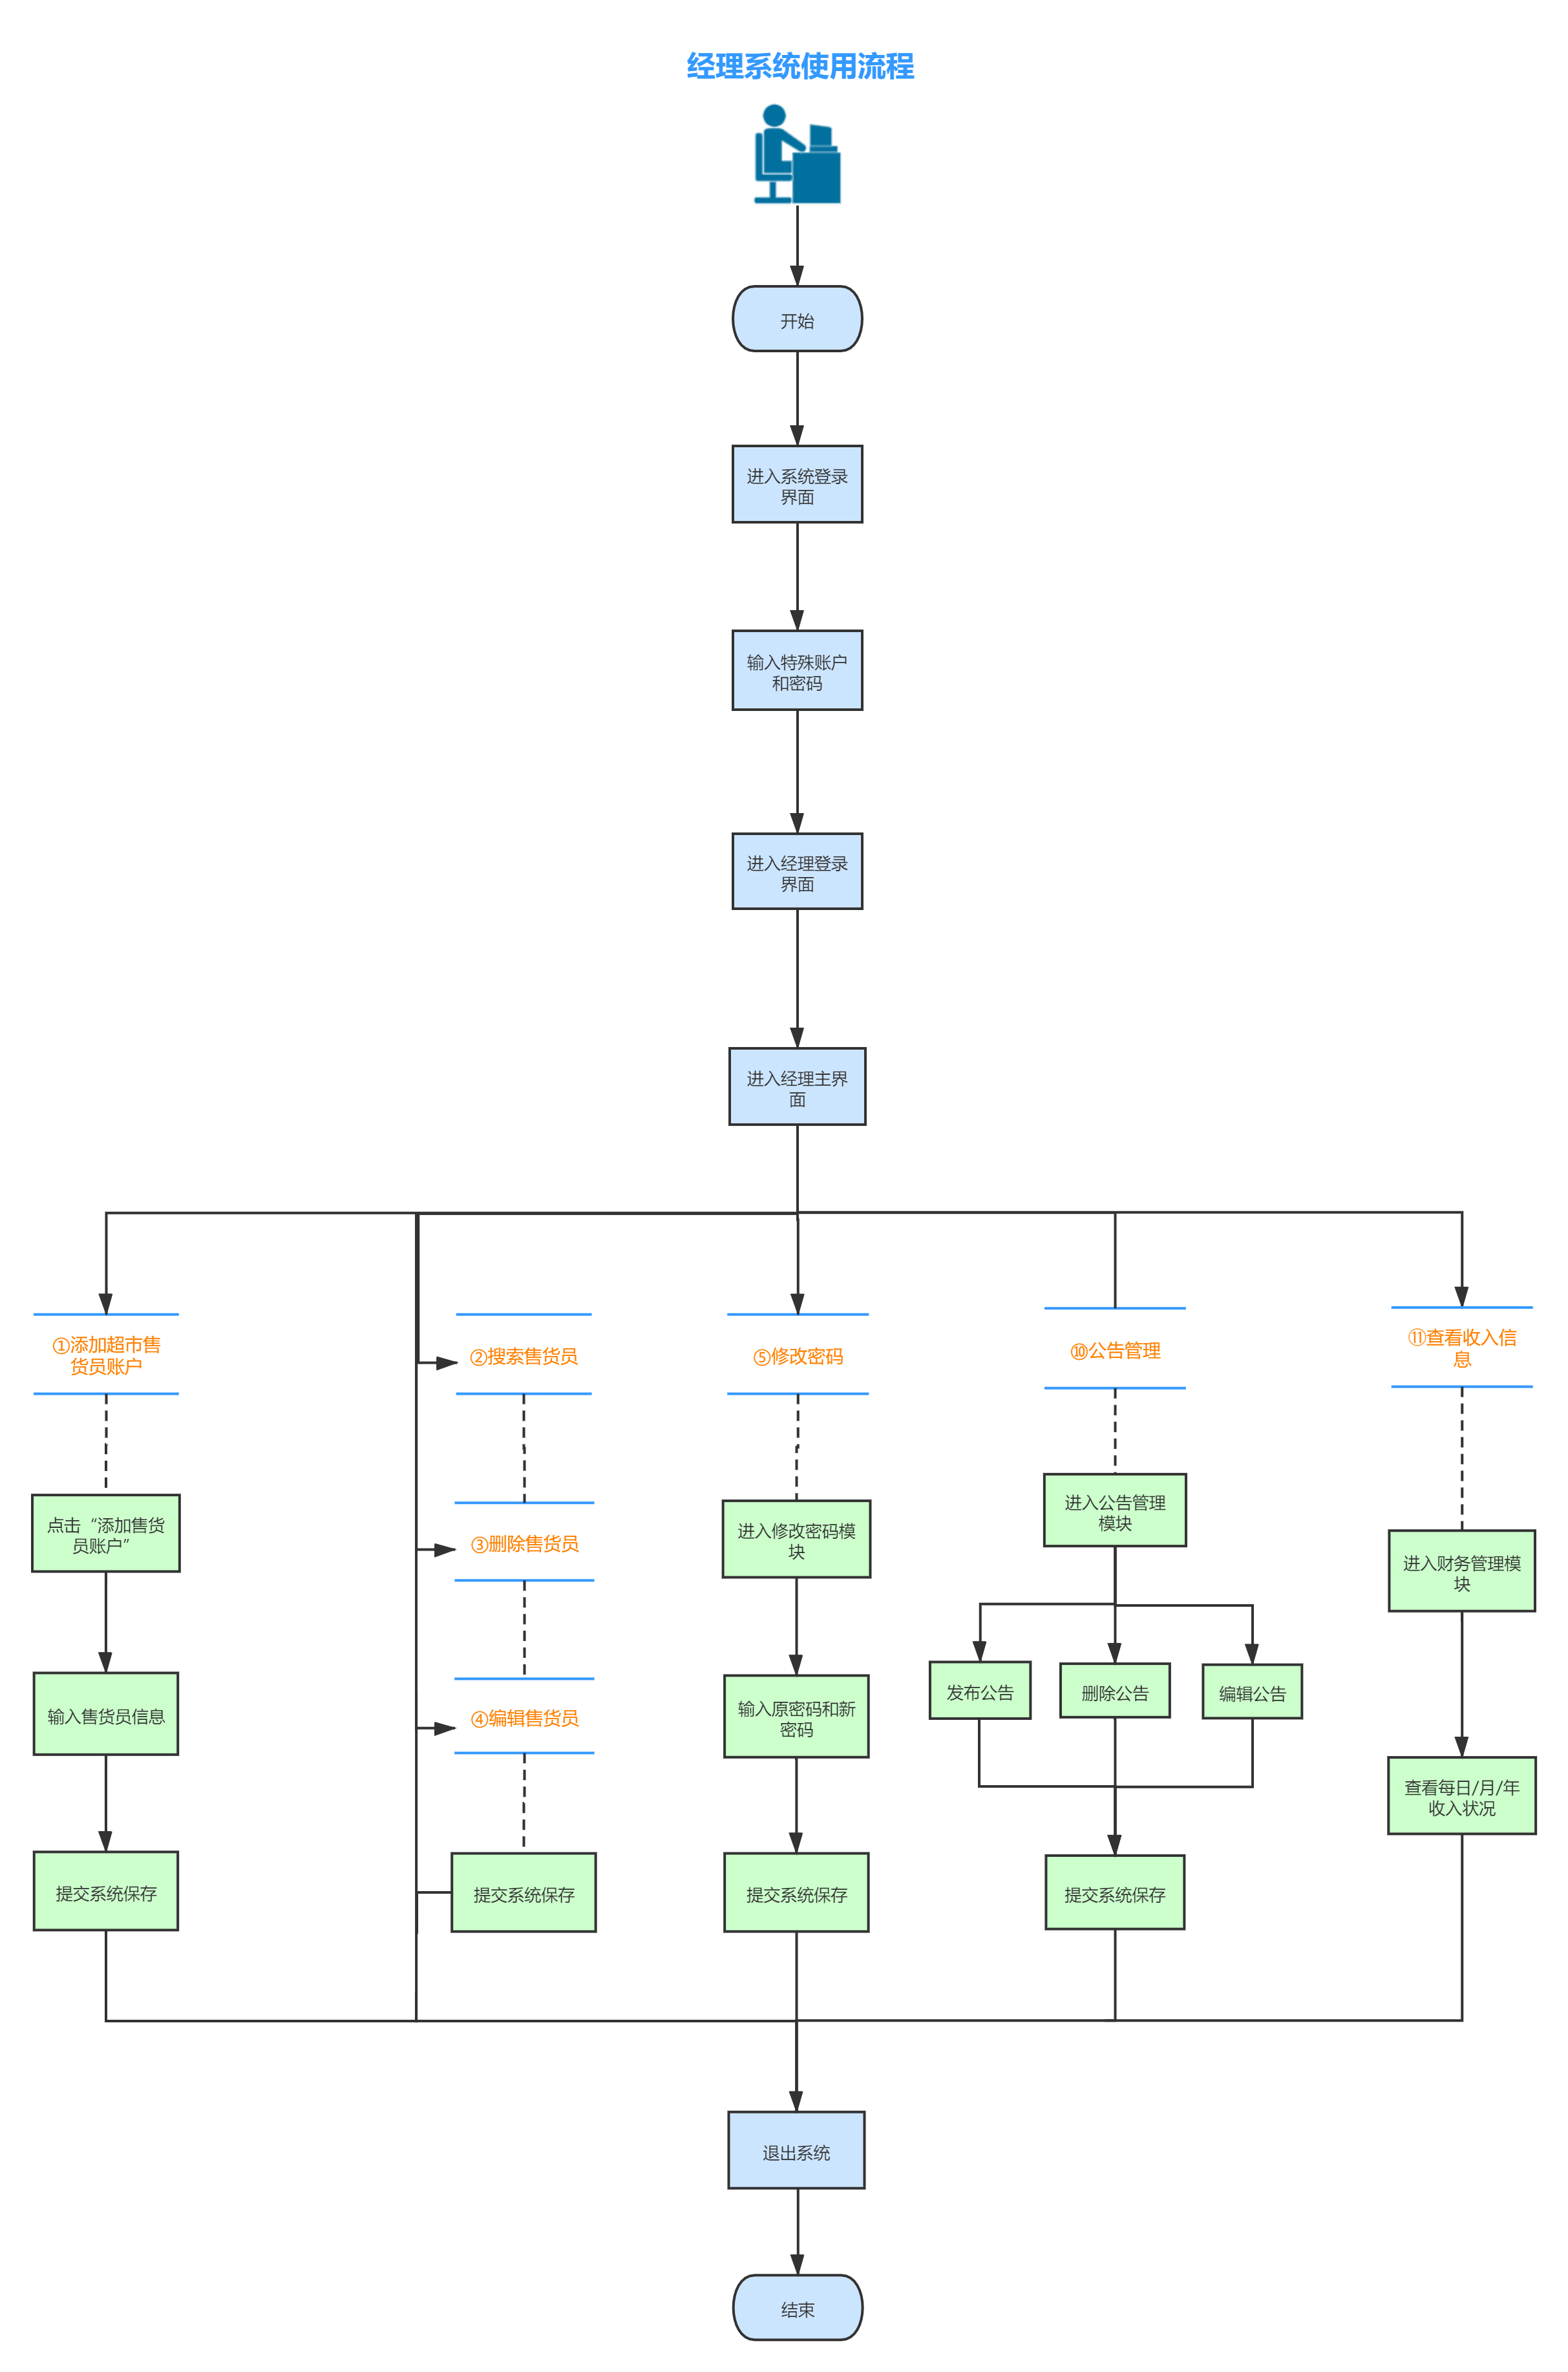 经理系统使用流程
开始
进入系统登录
界面
输入特殊账户
和密码
进入经理登录
界面
进入经理主界
面
①添加超市售
货员账户
点击“添加售货
员账户”
输入售货员信息
提交系统保存
②搜索售货员
③删除售货员
④编辑售货员
提交系统保存
⑤修改密码
进入修改密码模
块
输入原密码和新
密码
提交系统保存
⑩公告管理
进入公告管理
模块
发布公告
删除公告
编辑公告
提交系统保存
⑪查看收入信
息
进入财务管理模
块
查看每日/月/年
收入状况
退出系统
结束